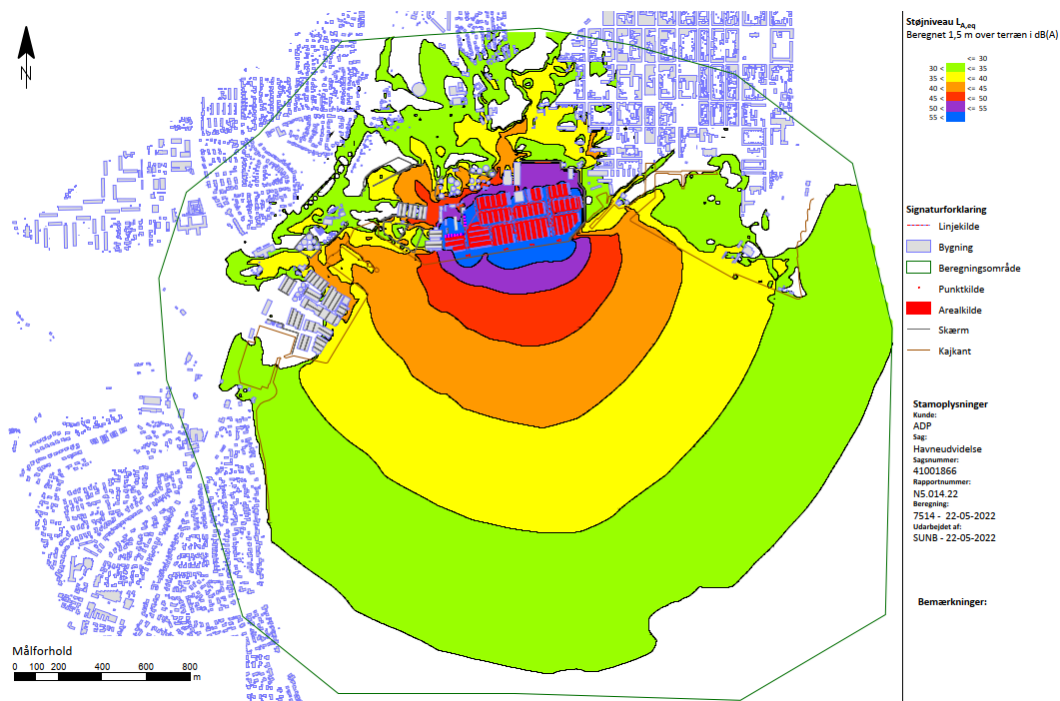 N
Støjniveau LA,eq
Beregnet 1,5 m over terræn i dB(A)
<= 30
30 < <= 35
35 < <= 40
40 < <= 45
45 < <= 50
50 < <= 55
55 <
Signaturforklaring
Linjekilde
Bygning
Beregningsområde
Punktkilde
Arealkilde
Skærm
Kajkant
Stamoplysninger
Kunde:
ADP
Sag:
Havneudvidelse
Sagsnummer:
41001866
Rapportnummer:
N5.014.22
Beregning:
7514 - 22-05-2022
Udarbejdet af:
SUNB - 22-05-2022
Bemærkninger:
Målforhold
0 100 200 400 600 800
m